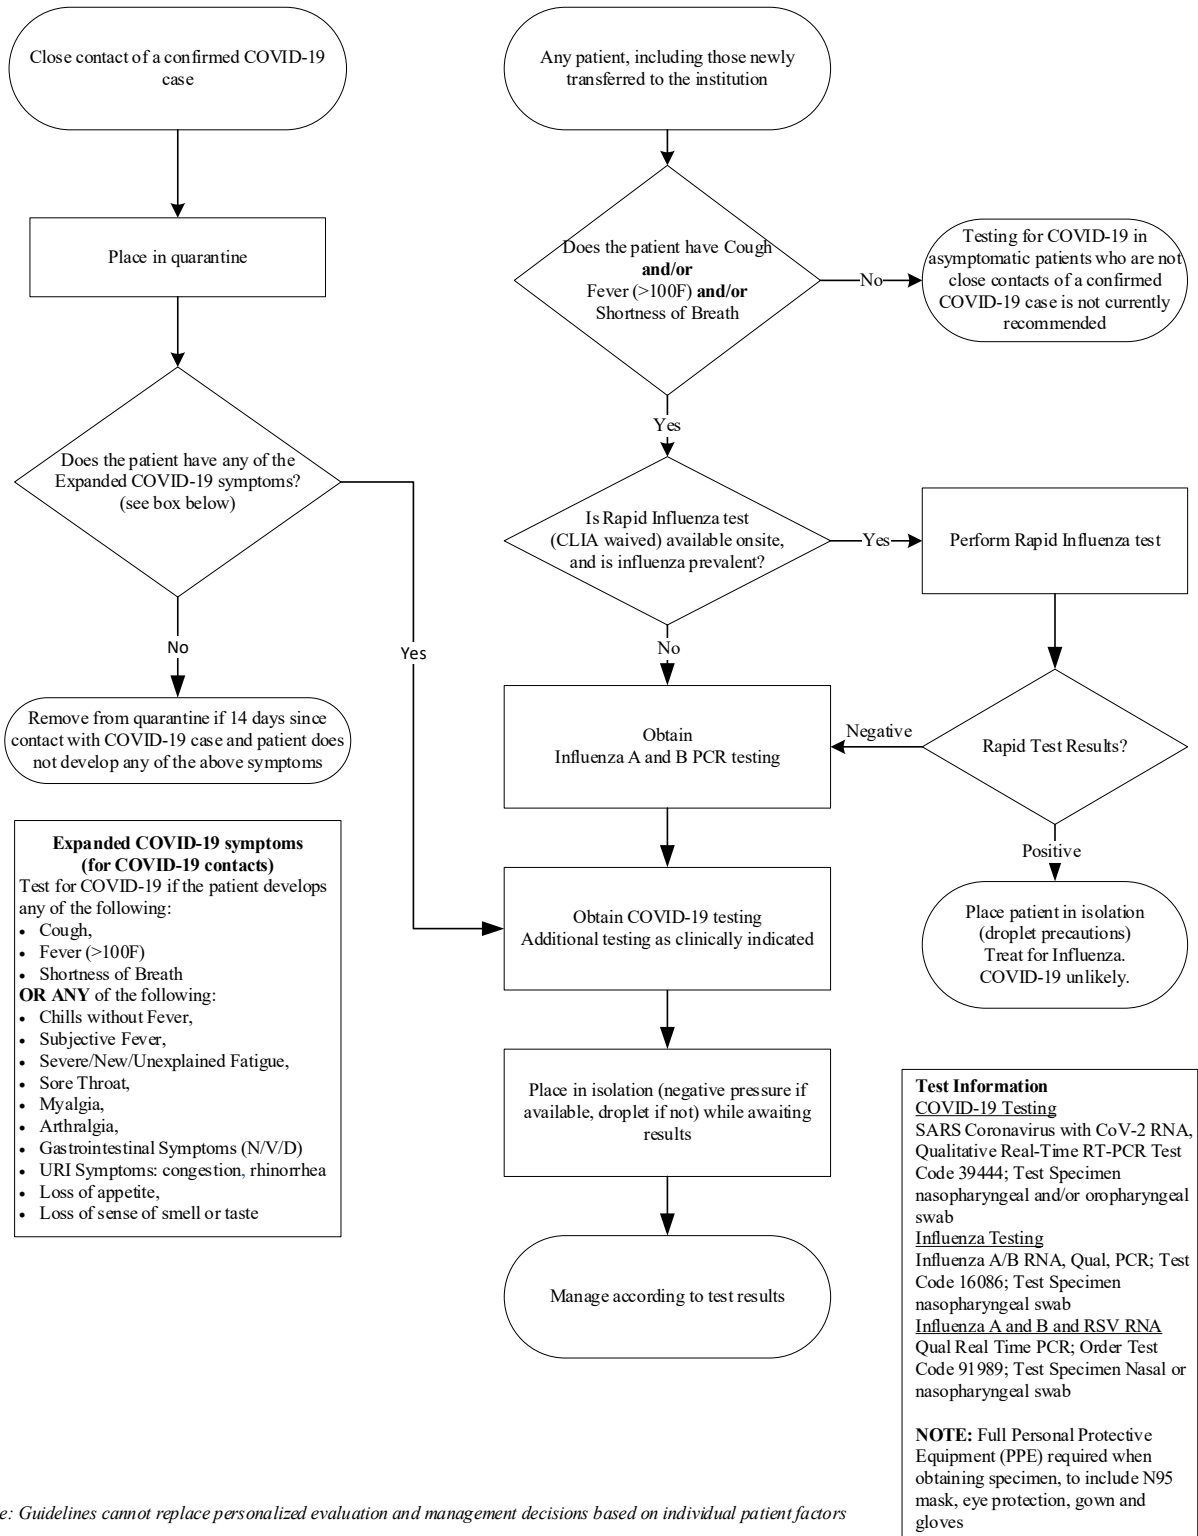 Close contact of a confirmed COVID-19
case
Place in quarantine
Does the patient have any of the
Expanded COVID-19 symptoms?
(see box below)
No
Yes
Remove from quarantine if 14 days since
contact with COVID-19 case and patient does
not develop any of the above symptoms
Expanded COVID-19 symptoms
(for COVID-19 contacts)
Test for COVID-19 if the patient develops
any of the following:
• Cough,
• Fever (>100F)
• Shortness of Breath
OR ANY of the following:
• Chills without Fever,
• Subjective Fever,
• Severe/New/Unexplained Fatigue,
• Sore Throat,
• Myalgia,
• Arthralgia,
• Gastrointestinal Symptoms (N/V/D)
• URI Symptoms: congestion, rhinorrhea
• Loss of appetite,
• Loss of sense of smell or taste
Any patient, including those newly
transferred to the institution
Does the patient have Cough
and/or
Fever (>100F) and/or
Shortness of Breath
No
Testing for COVID-19 in
asymptomatic patients who are not
close contacts of a confirmed
COVID-19 case is not currently
recommended
Yes
Is Rapid Influenza test
(CLIA waived) available onsite,
and is influenza prevalent?
Yes
Perform Rapid Influenza test
No
Obtain
Influenza A and B PCR testing
Negative
Rapid Test Results?
Positive
Place patient in isolation
(droplet precautions)
Treat for Influenza.
COVID-19 unlikely.
Obtain COVID-19 testing
Additional testing as clinically indicated
Place in isolation (negative pressure if
available, droplet if not) while awaiting
results
Manage according to test results
Test Information
COVID-19 Testing
SARS Coronavirus with CoV-2 RNA,
Qualitative Real-Time RT-PCR Test
Code 39444; Test Specimen
nasopharyngeal and/or oropharyngeal
swab
Influenza Testing
Influenza A/B RNA, Qual, PCR; Test
Code 16086; Test Specimen
nasopharyngeal swab
Influenza A and B and RSV RNA
Qual Real Time PCR; Order Test
Code 91989; Test Specimen Nasal or
nasopharyngeal swab
NOTE: Full Personal Protective
Equipment (PPE) required when
obtaining specimen, to include N95
mask, eye protection, gown and
gloves
e: Guidelines cannot replace personalized evaluation and management decisions based on individual patient factors